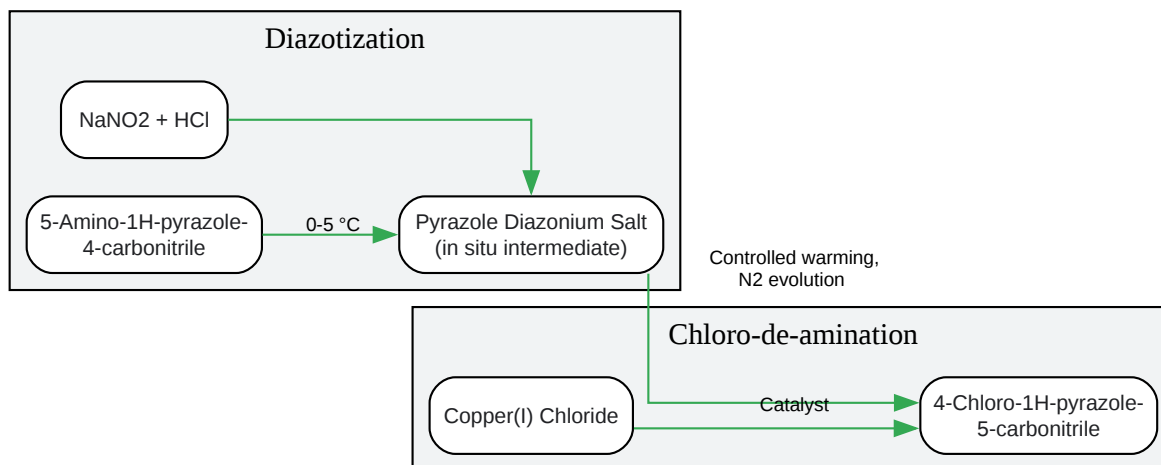 Diazotization
NaNO2 + HCl
5-Amino-1H-pyrazole-
4-carbonitrile
0-5 °C
Pyrazole Diazonium Salt
(in situ intermediate)
Controlled warming,
N2 evolution
Chloro-de-amination
Copper(I) Chloride
Catalyst
4-Chloro-1H-pyrazole-
5-carbonitrile